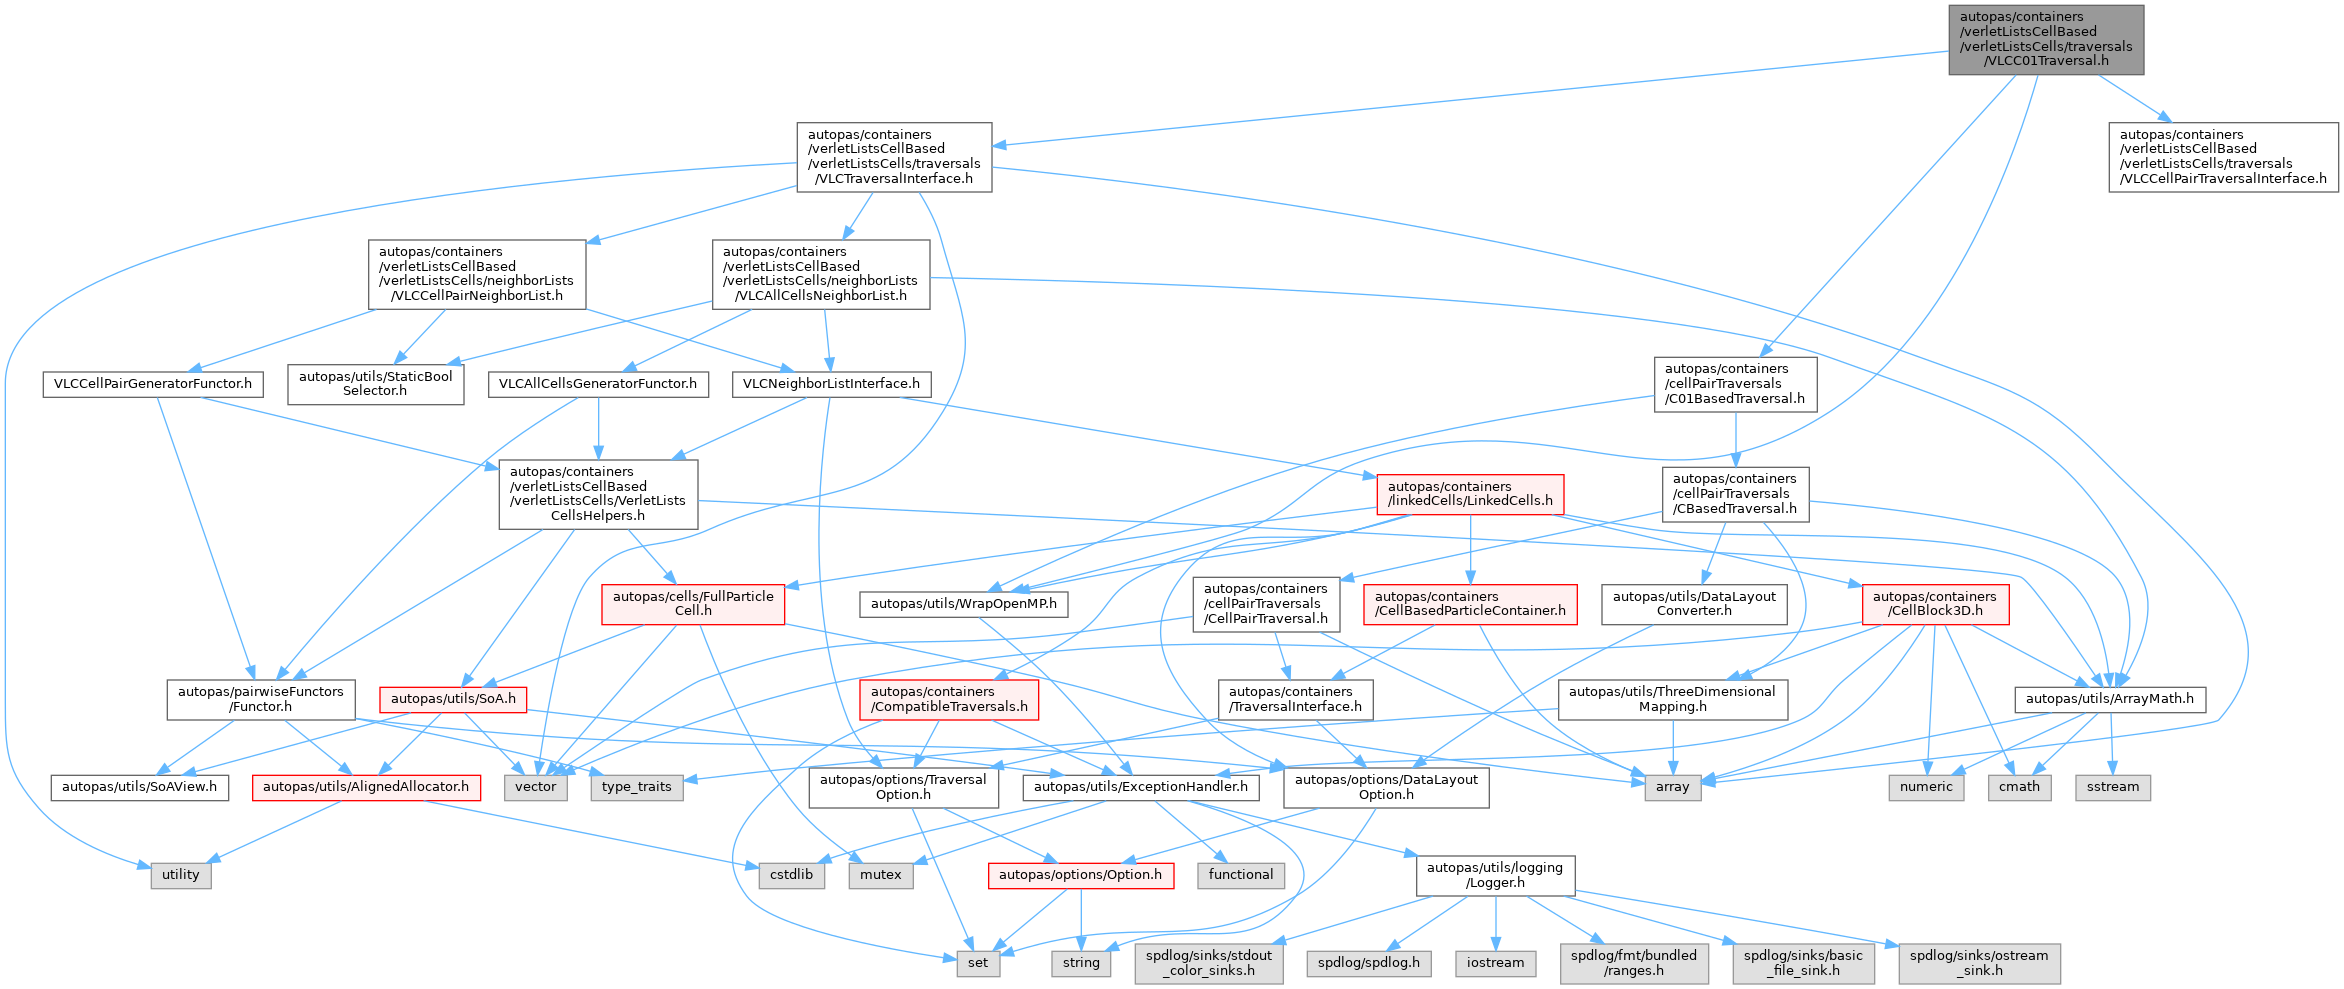 autopas/containers
/verletListsCellBased
/verletListsCells/traversals
/VLCC01Traversal.h
autopas/containers
/verletListsCellBased
/verletListsCells/traversals
/VLCTraversalInterface.h
autopas/containers
/verletListsCellBased
/verletListsCells/traversals
/VLCCellPairTraversalInterface.h
autopas/containers
/verletListsCellBased
/verletListsCells/neighborLists
/VLCCellPairNeighborList.h
autopas/containers
/verletListsCellBased
/verletListsCells/neighborLists
/VLCAllCellsNeighborList.h
autopas/containers
/cellPairTraversals
/C01BasedTraversal.h
VLCCellPairGeneratorFunctor.h
autopas/utils/StaticBool
Selector.h
VLCAllCellsGeneratorFunctor.h
VLCNeighborListInterface.h
autopas/containers
/verletListsCellBased
/verletListsCells/VerletLists
CellsHelpers.h
autopas/containers
/linkedCells/LinkedCells.h
autopas/containers
/cellPairTraversals
/CBasedTraversal.h
autopas/cells/FullParticle
Cell.h
autopas/utils/WrapOpenMP.h
autopas/containers
/cellPairTraversals
/CellPairTraversal.h
autopas/containers
/CellBasedParticleContainer.h
autopas/utils/DataLayout
Converter.h
autopas/containers
/CellBlock3D.h
autopas/pairwiseFunctors
/Functor.h
autopas/utils/SoA.h
autopas/containers
/CompatibleTraversals.h
autopas/containers
/TraversalInterface.h
autopas/utils/ThreeDimensional
Mapping.h
autopas/utils/ArrayMath.h
autopas/utils/SoAView.h
autopas/utils/AlignedAllocator.h
vector
type_traits
autopas/options/Traversal
Option.h
autopas/utils/ExceptionHandler.h
autopas/options/DataLayout
Option.h
array
numeric
cmath
sstream
utility
cstdlib
mutex
autopas/options/Option.h
functional
autopas/utils/logging
/Logger.h
set
string
spdlog/sinks/stdout
_color_sinks.h
spdlog/spdlog.h
iostream
spdlog/fmt/bundled
/ranges.h
spdlog/sinks/basic
_file_sink.h
spdlog/sinks/ostream
_sink.h